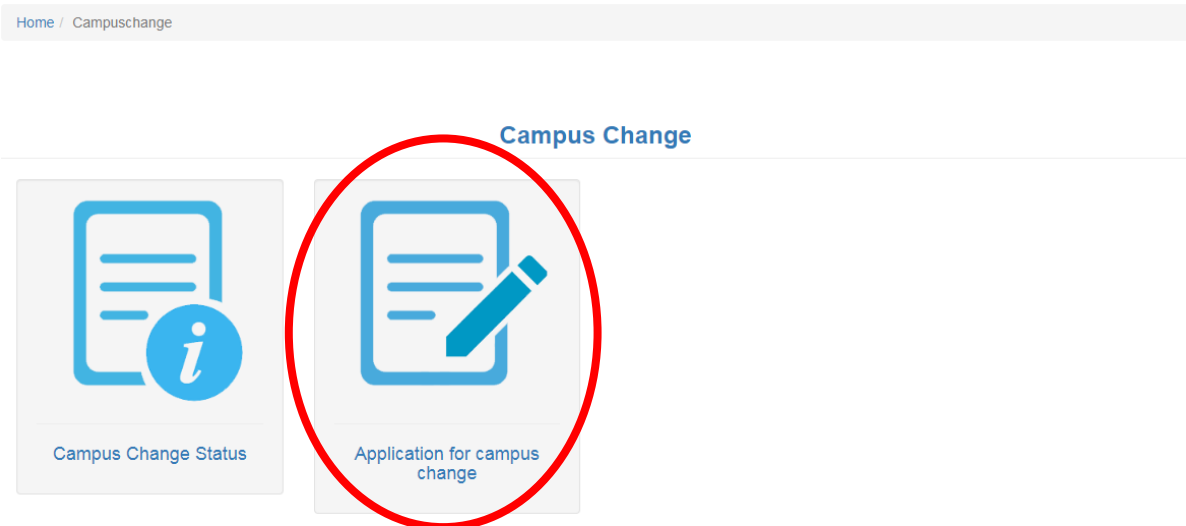 Home / Campuschange
Campus Change
i
Campus Change Status
Application for campus
change